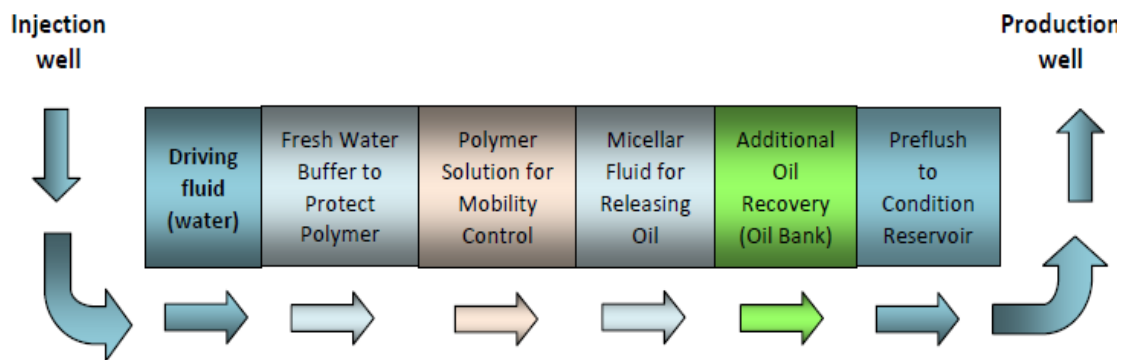 Injection
well
Production
well
Driving
fluid
(water)
Fresh Water
Buffer to
Protect
Polymer
Polymer
Solution for
Mobility
Control
Micellar
Fluid for
Releasing
Oil
Additional
Oil
Recovery
(Oil Bank)
Preflush
to
Condition
Reservoir